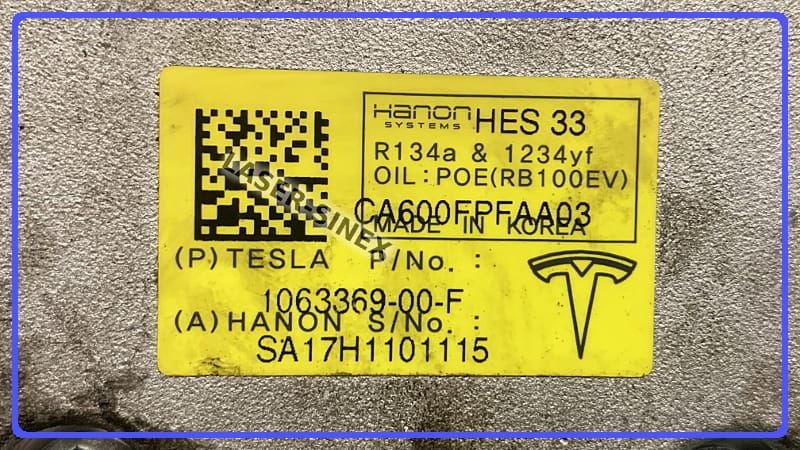 Hanon
SYSTEMS HES 33
R134a & 1234yf
OIL:POE(RB100EV)
CA600FPFAA03
MADE IN KOREA
LASER-SINEX
(P) TESLA P/No. :
1063369-00-F
(A) HANON S/No. :
SA17H1101115